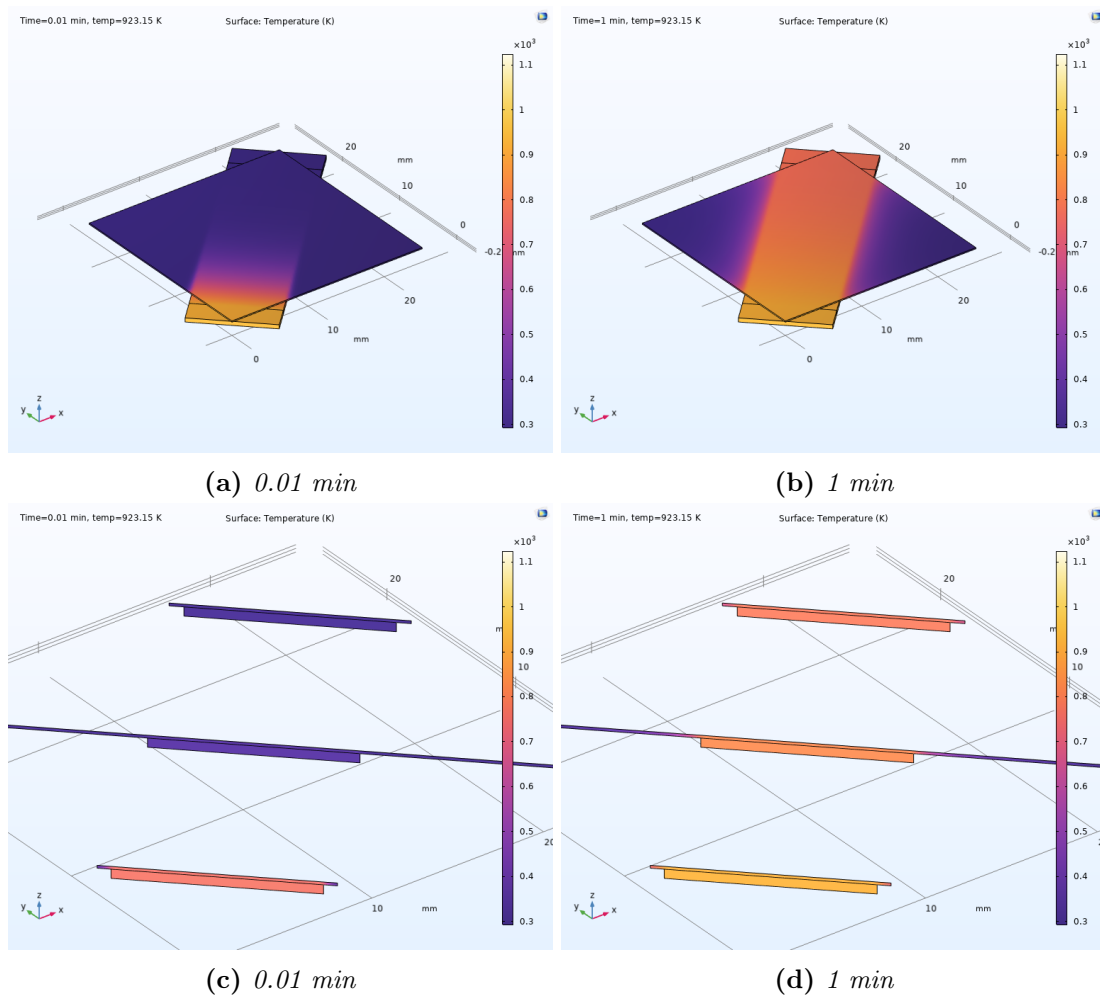 Time=0.01 min, temp=923.15 K Surface: Temperature (K)
×10³
1.1
1
0.9
0.8
0.7
0.6
0.5
0.4
0.3
20
mm
10
0
-0.2 mm
20
10
mm
0
z
y
x
(a) 0.01 min
Time=1 min, temp=923.15 K Surface: Temperature (K)
×10³
1.1
1
0.9
0.8
0.7
0.6
0.5
0.4
0.3
20
mm
10
0
-0.2 mm
20
10
mm
0
z
y
x
(b) 1 min
Time=0.01 min, temp=923.15 K Surface: Temperature (K)
×10³
1.1
1
0.9
0.8
0.7
0.6
0.5
0.4
0.3
20
10
20
10 mm
z
y
x
(c) 0.01 min
Time=1 min, temp=923.15 K Surface: Temperature (K)
×10³
1.1
1
0.9
0.8
0.7
0.6
0.5
0.4
0.3
20
10
10 mm
z
y
x
(d) 1 min